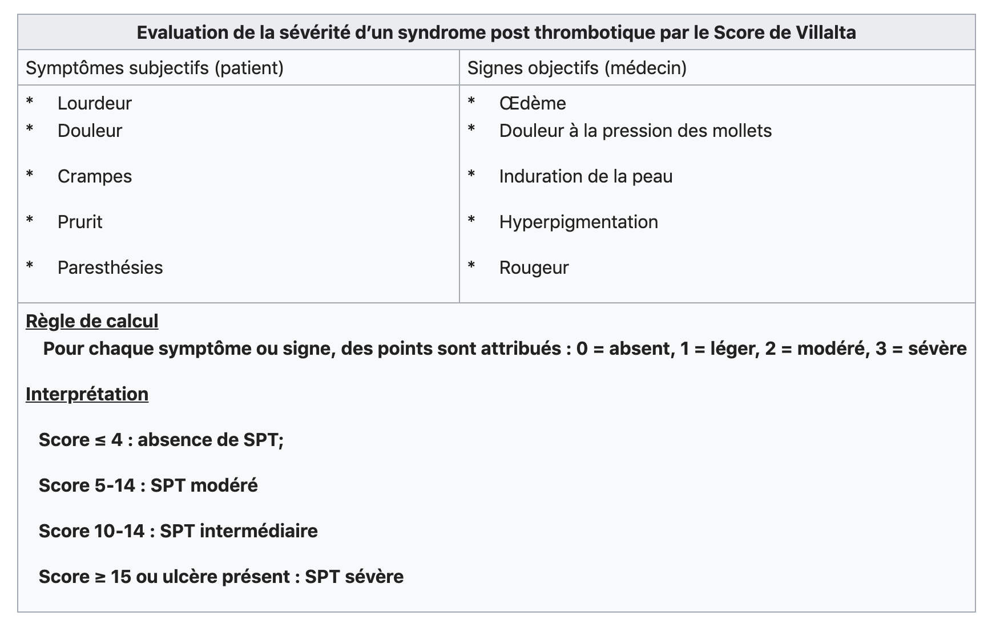 Evaluation de la sévérité d’un syndrome post thrombotique par le Score de Villalta
Symptômes subjectifs (patient)
Signes objectifs (médecin)
* Lourdeur
* Douleur
* Crampes
* Prurit
* Paresthésies
* Œdème
* Douleur à la pression des mollets
* Induration de la peau
* Hyperpigmentation
* Rougeur
Règle de calcul
Pour chaque symptôme ou signe, des points sont attribués : 0 = absent, 1 = léger, 2 = modéré, 3 = sévère
Interprétation
Score ≤ 4 : absence de SPT;
Score 5-14 : SPT modéré
Score 10-14 : SPT intermédiaire
Score ≥ 15 ou ulcère présent : SPT sévère